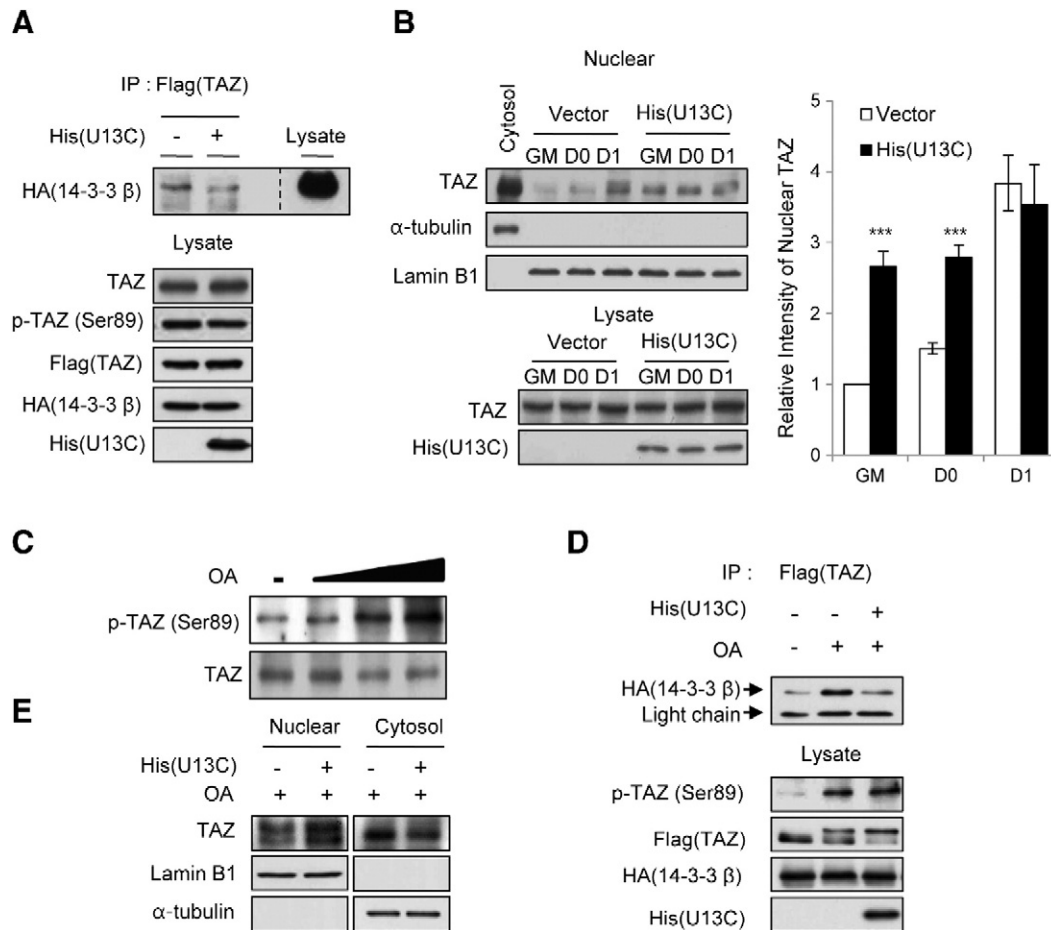 A
IP : Flag(TAZ)
His(U13C) - + Lysate
HA(14-3-3 β)
Lysate
TAZ
p-TAZ (Ser89)
Flag(TAZ)
HA(14-3-3 β)
His(U13C)
B
Nuclear
Cytosol
Vector His(U13C)
GM D0 D1 GM D0 D1
TAZ
α-tubulin
Lamin B1
Lysate
Vector His(U13C)
GM D0 D1 GM D0 D1
TAZ
His(U13C)
Relative Intensity of Nuclear TAZ
5
4
3
2
1
0
Vector
His(U13C)
*** ***
GM D0 D1
C
OA -
p-TAZ (Ser89)
TAZ
D
IP : Flag(TAZ)
His(U13C) - - +
OA - + +
HA(14-3-3 β)
Light chain
Lysate
p-TAZ (Ser89)
Flag(TAZ)
HA(14-3-3 β)
His(U13C)
E
Nuclear Cytosol
His(U13C) - + - +
OA + + + +
TAZ
Lamin B1
α-tubulin